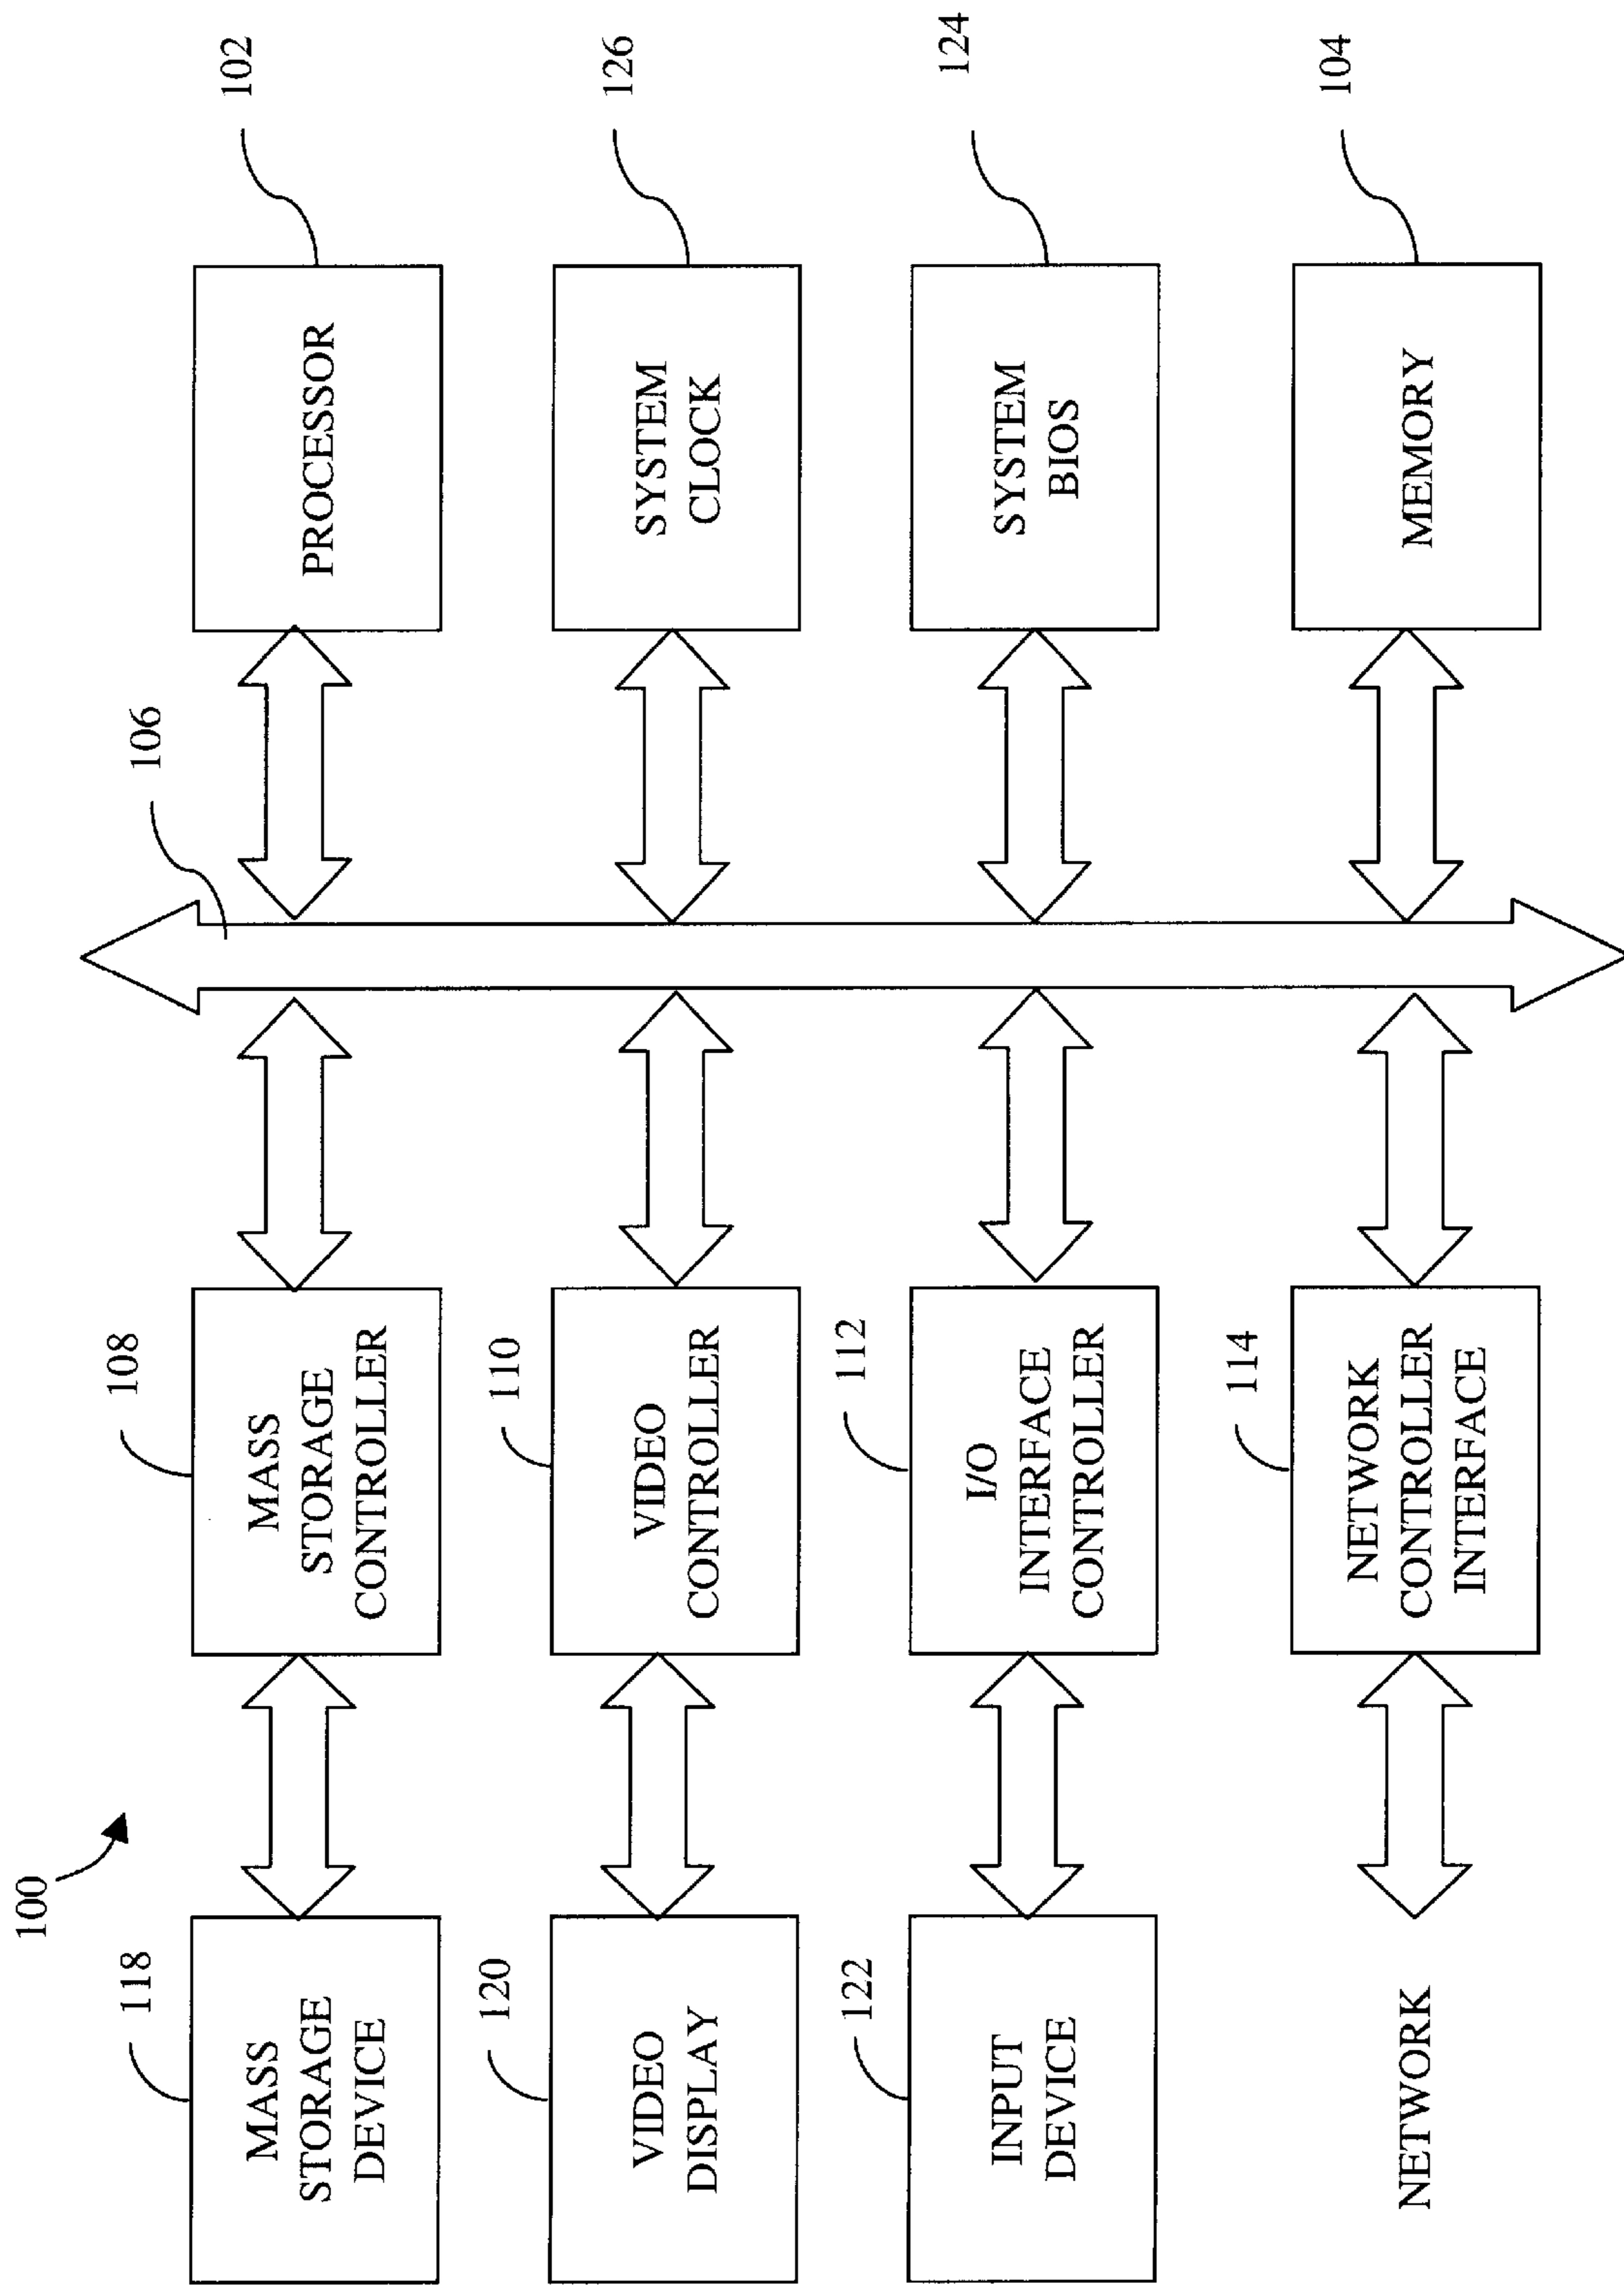 100
118
MASS
STORAGE
DEVICE
108
MASS
STORAGE
CONTROLLER
106
102
PROCESSOR
120
VIDEO
DISPLAY
110
VIDEO
CONTROLLER
126
SYSTEM
CLOCK
122
INPUT
DEVICE
112
I/O
INTERFACE
CONTROLLER
124
SYSTEM
BIOS
NETWORK
114
NETWORK
CONTROLLER
INTERFACE
104
MEMORY